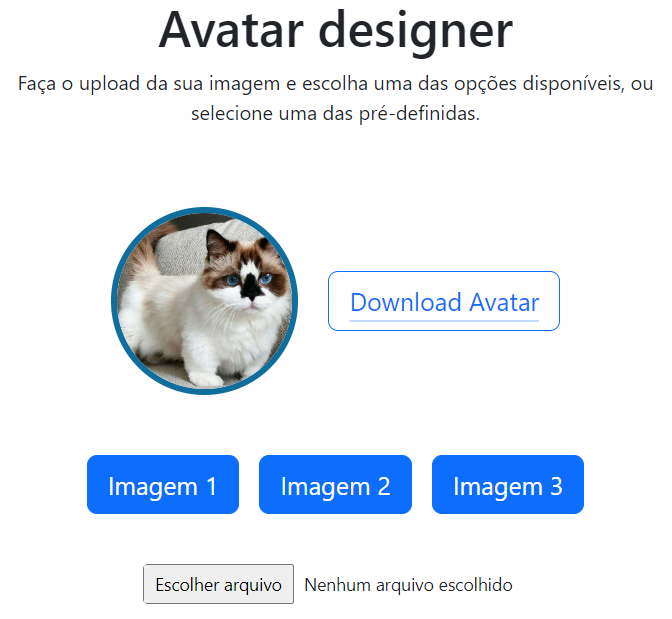 Avatar designer
Faça o upload da sua imagem e escolha uma das opções disponíveis, ou
selecione uma das pré-definidas.
Download Avatar
Imagem 1
Imagem 2
Imagem 3
Escolher arquivo
Nenhum arquivo escolhido